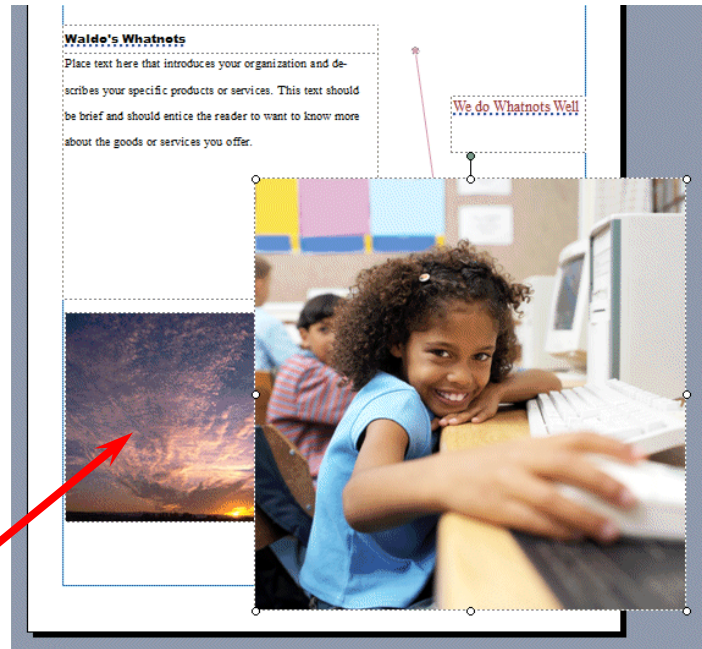 Waldo's Whatnots
Place text here that introduces your organization and de-
scribes your specific products or services. This text should
be brief and should entice the reader to want to know more
about the goods or services you offer.
We do Whatnots Well